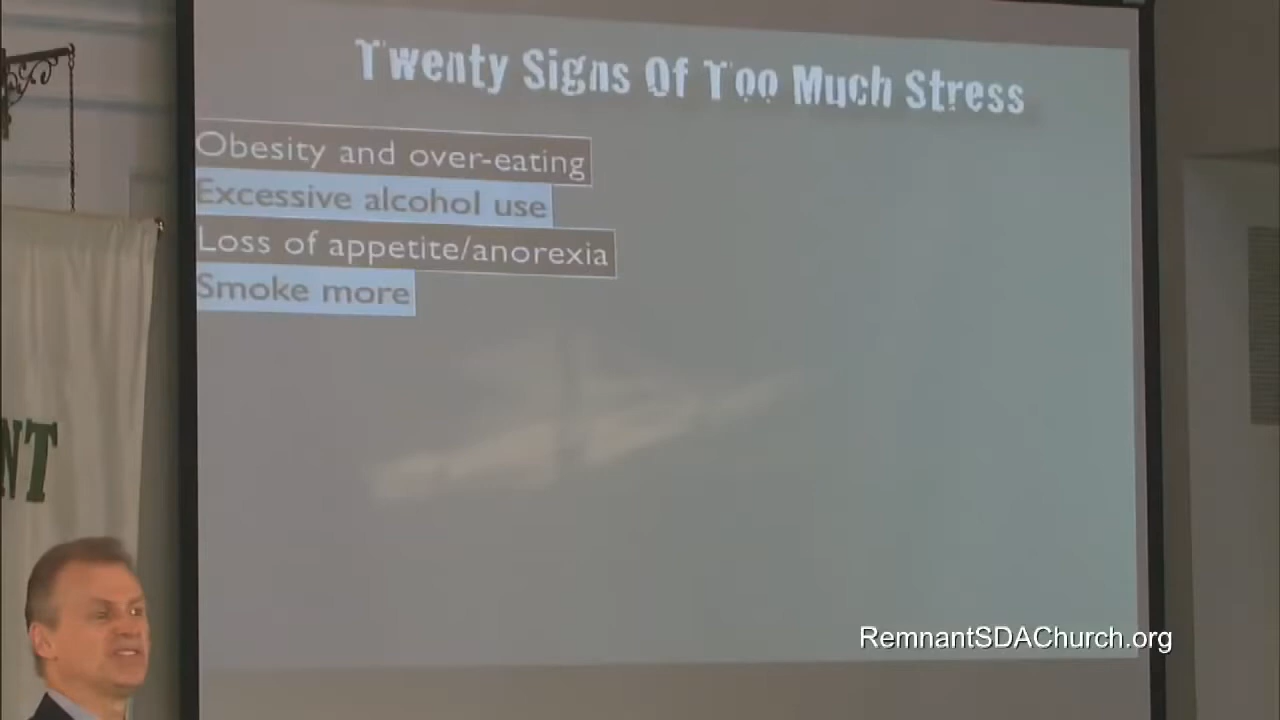 Twenty Signs Of Too Much Stress
Obesity and over-eating
Excessive alcohol use
Loss of appetite/anorexia
Smoke more
NT
RemnantSDAChurch.org